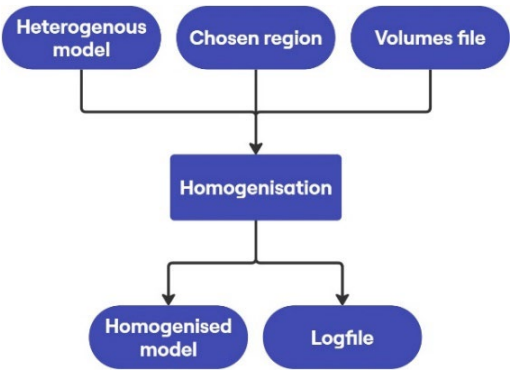 Heterogenous
model
Chosen region
Volumes file
Homogenisation
Homogenised
model
Logfile